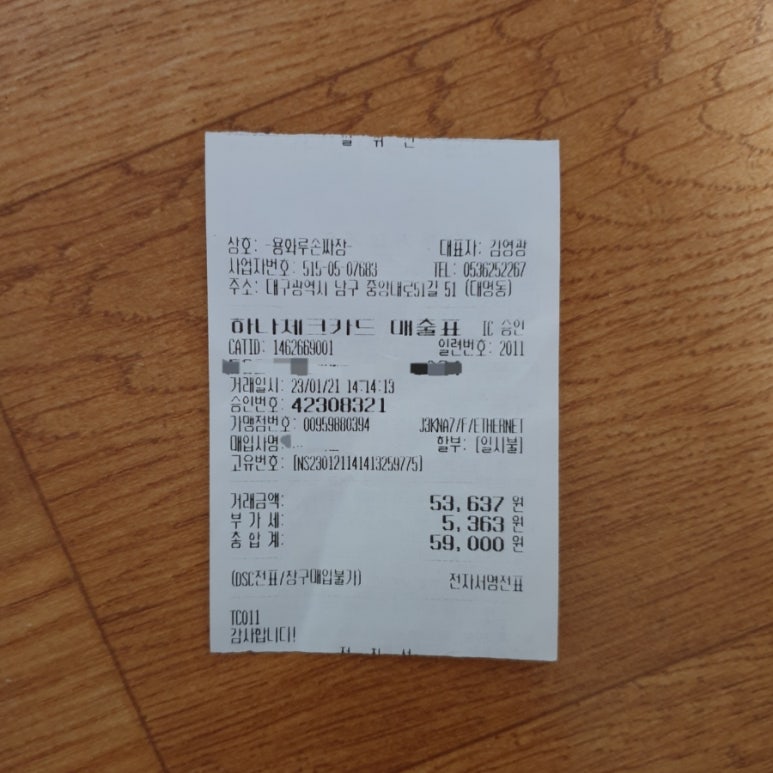 상호: -용와루손짜장- 대표자: 김영광
사업자번호: 515-05-07683 TEL: 0536252267
주소: 대구광역시 남구 중앙대로51길 51 (대명동)
하나체크카드 매출표 IC 승인
CATID: 1462669001 일련번호: 2011
거래일시: 23/01/21 14:14:13
승인번호: 42308321
가맹점번호: 00959880394 J3KNA7/F/ETHERNET
매입사명: 할부: [일시불]
고유번호: [NS230121141413259775]
거래금액: 53,637 원
부 가 세: 5,363 원
총 합 계: 59,000 원
(DSC전표/창구매입불가) 전자서명전표
TC011
감사합니다!